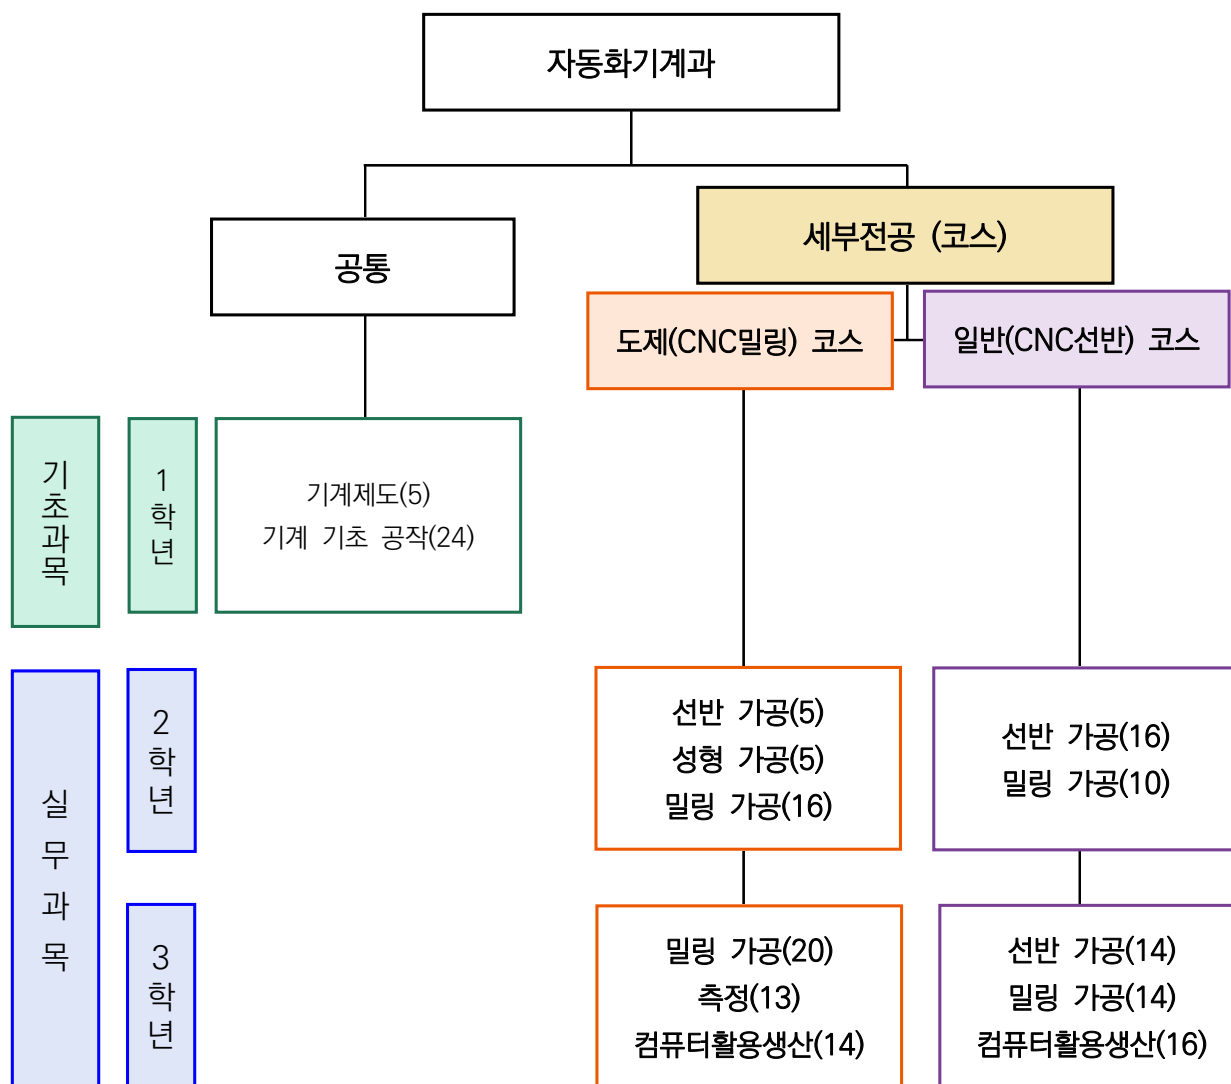 자동화기계과
공통
세부전공 (코스)
도제(CNC밀링) 코스
일반(CNC선반) 코스
기초과목
1학년
기계제도(5)
기계 기초 공작(24)
실무과목
2학년
선반 가공(5)
성형 가공(5)
밀링 가공(16)
선반 가공(16)
밀링 가공(10)
3학년
밀링 가공(20)
측정(13)
컴퓨터활용생산(14)
선반 가공(14)
밀링 가공(14)
컴퓨터활용생산(16)